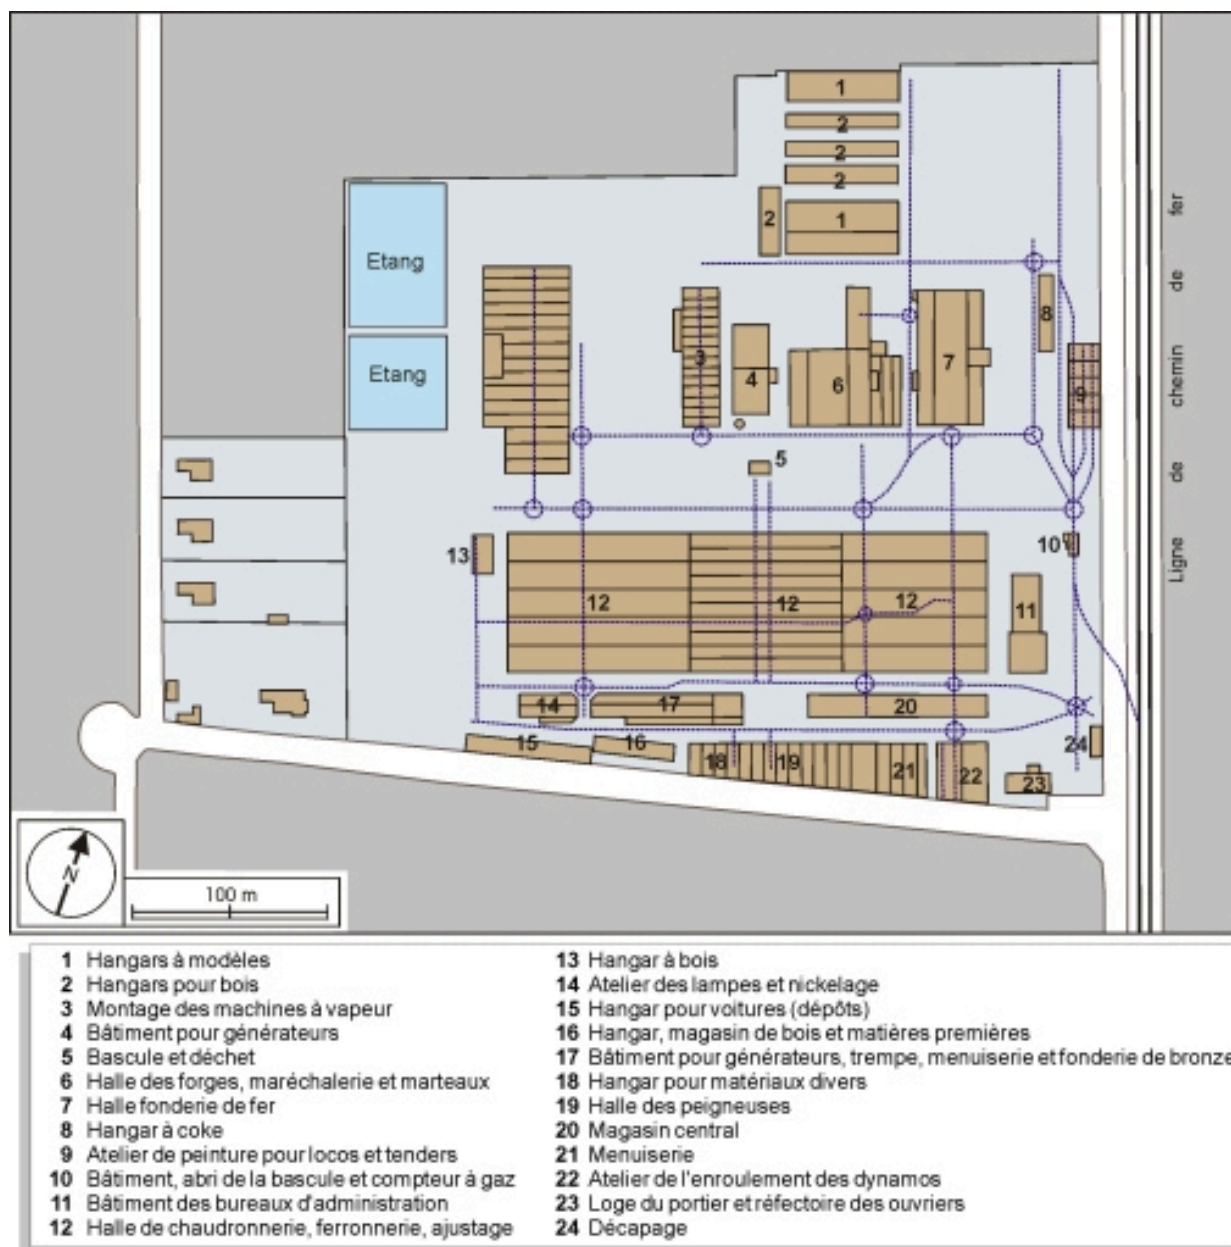 1
2
2
2
2
1
Etang
Etang
3
4
6
7
8
9
5
13
10
12
12
12
11
14
17
20
15
16
18
19
21
22
23
24
Ligne de chemin de fer
N
100 m
1 Hangars à modèles
2 Hangars pour bois
3 Montage des machines à vapeur
4 Bâtiment pour générateurs
5 Bascule et déchet
6 Halle des forges, maréchalerie et marteaux
7 Halle fonderie de fer
8 Hangar à coke
9 Atelier de peinture pour locos et tenders
10 Bâtiment, abri de la bascule et compteur à gaz
11 Bâtiment des bureaux d'administration
12 Halle de chaudronnerie, ferronnerie, ajustage
13 Hangar à bois
14 Atelier des lampes et nickelage
15 Hangar pour voitures (dépôts)
16 Hangar, magasin de bois et matières premières
17 Bâtiment pour générateurs, trempe, menuiserie et fonderie de bronze
18 Hangar pour matériaux divers
19 Halle des peigneuses
20 Magasin central
21 Menuiserie
22 Atelier de l'enroulement des dynamos
23 Loge du portier et réfectoire des ouvriers
24 Décapage